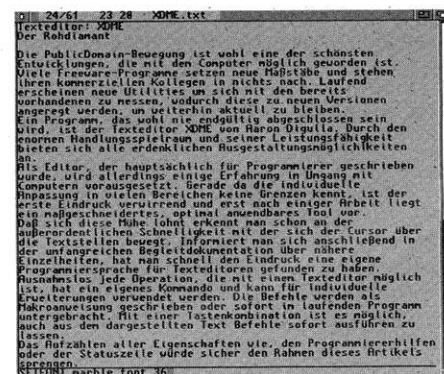 24/61 23 28 · XDME.txt
Texteditor: XDME
Der Rohdiamant
Die PublicDomain-Bewegung ist wohl eine der schönsten
Entwicklungen, die mit dem Computer möglich geworden ist.
Viele Freeware-Programme setzen neue Maßstäbe und stehen
ihren kommerziellen Kollegen in nichts nach. Laufend
erscheinen neue Utilities um sich mit den bereits
vorhandenen zu messen, wodurch diese zu neuen Versionen
angeregt werden, um weiterhin aktuell zu bleiben.
Ein Programm, das wohl nie endgültig abgeschlossen sein
wird, ist der Texteditor XDME von Aaron Digulla. Durch den
enormen Handlungsspielraum und seiner Leistungsfähigkeit
bieten sich alle erdenklichen Ausgestaltungsmöglichkeiten
an.
Als Editor, der hauptsächlich für Programmierer geschrieben
wurde, wird allerdings einige Erfahrung in Umgang mit
Computern vorausgesetzt. Gerade da die individuelle
Anpassung in vielen Bereichen keine Grenzen kennt, ist der
erste Eindruck verwirrend und erst nach einiger Arbeit liegt
ein maßgeschneidertes, optimal anwendbares Tool vor.
Daß sich diese Mühe lohnt erkennt man schon an der
außerordentlichen Schnelligkeit mit der sich der Cursor über
die Textstellen bewegt. Informiert man sich anschließend in
der umfangreichen Begleitdokumentation über nähere
Einzelheiten, hat man schnell den Eindruck eine eigene
Programmiersprache für Texteditoren gefunden zu haben.
Ausnahmslos jede Operation, die mit einem Texteditor möglich
ist, hat ein eigenes Kommando und kann für individuelle
Erweiterungen verwendet werden. Die Befehle werden als
Makroanweisung geschrieben oder sofort im laufenden Programm
untergebracht. Mit einer Tastenkombination ist es möglich,
auch aus dem dargestellten Text Befehle sofort ausführen zu
lassen.
Das Aufzählen aller Eigenschaften wie, den Programmiererhilfen
oder der Statuszeile würde sicher den Rahmen dieses Artikels
sprengen.
SETFONT marble.font 36